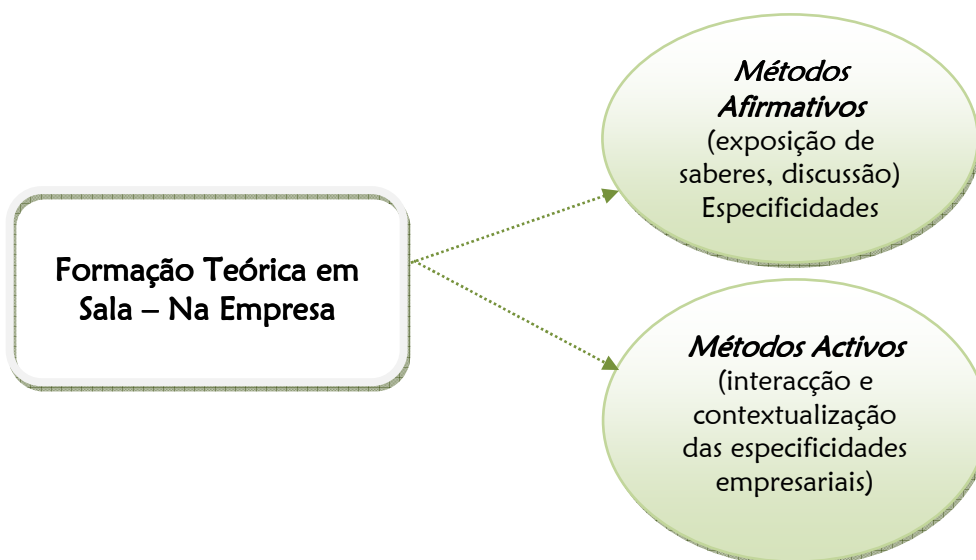 Formação Teórica em
Sala – Na Empresa
Métodos
Afirmativos
(exposição de
saberes, discussão)
Especificidades
Métodos Activos
(interacção e
contextualização
das especificidades
empresariais)